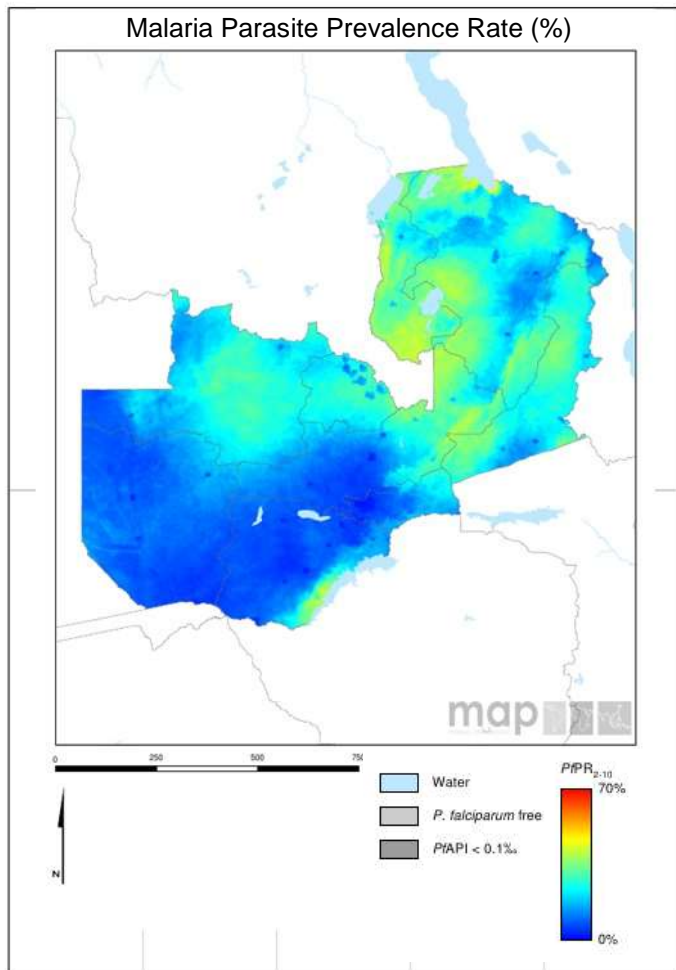 Malaria Parasite Prevalence Rate (%)
map
0 250 500 750
Water
P. falciparum free
PfAPI < 0.1‰
PfPR2-10
70%
0%
N